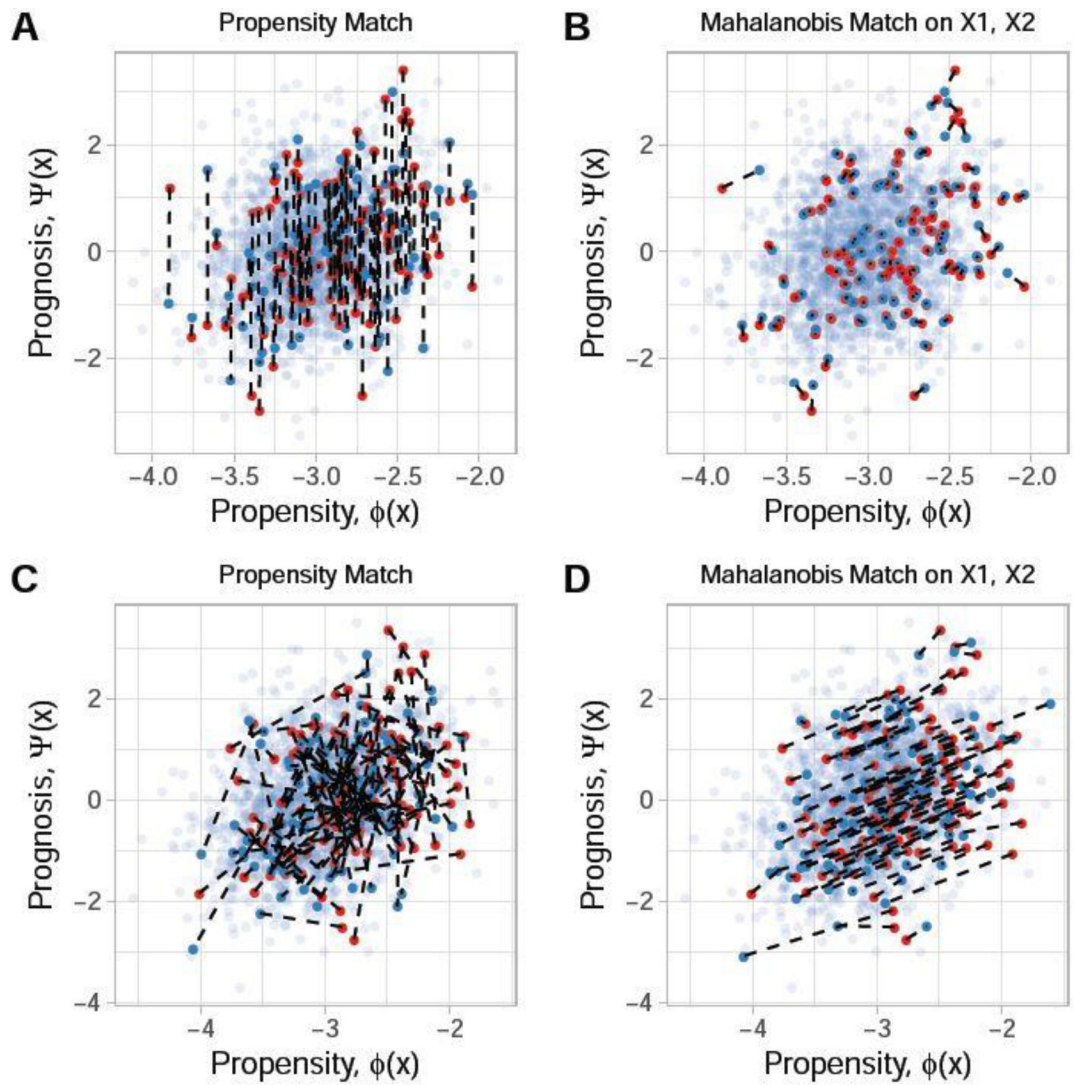 A
Propensity Match
Prognosis, Ψ(x)
2
0
−2
−4.0 −3.5 −3.0 −2.5 −2.0
Propensity, ϕ(x)
B
Mahalanobis Match on X1, X2
Prognosis, Ψ(x)
2
0
−2
−4.0 −3.5 −3.0 −2.5 −2.0
Propensity, ϕ(x)
C
Propensity Match
Prognosis, Ψ(x)
2
0
−2
−4
−4 −3 −2
Propensity, ϕ(x)
D
Mahalanobis Match on X1, X2
Prognosis, Ψ(x)
2
0
−2
−4
−4 −3 −2
Propensity, ϕ(x)